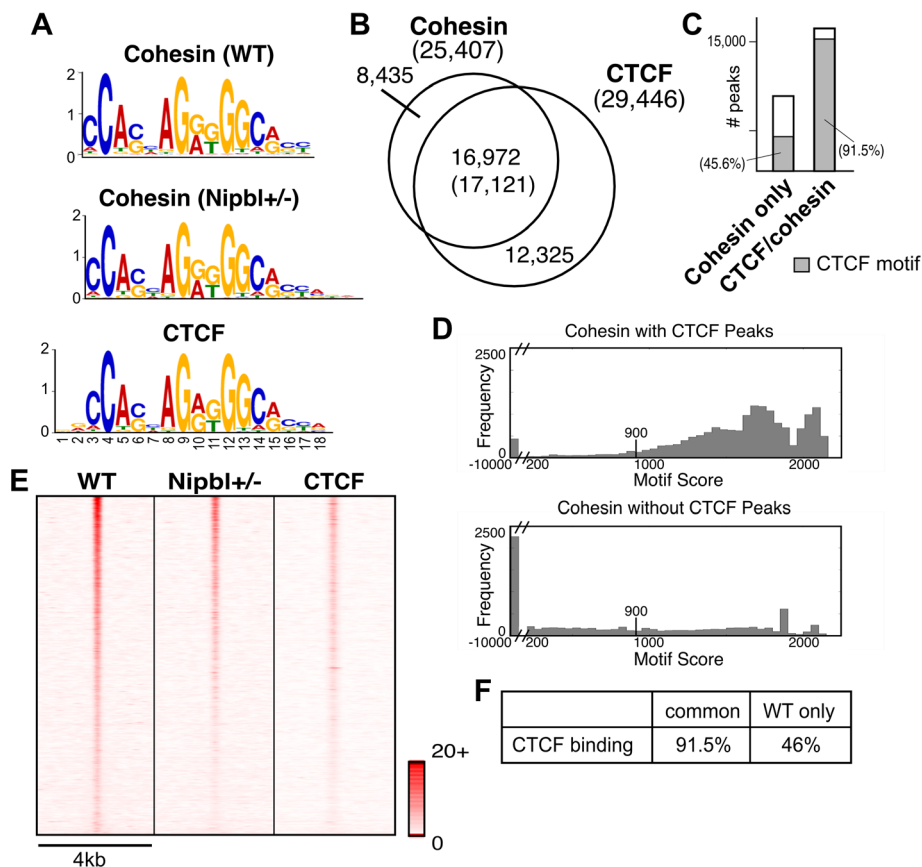 A
Cohesin (WT)
2
1
0
Cohesin (Nipbl+/-)
2
1
0
CTCF
2
1
0
1 2 3 4 5 6 7 8 9 10 11 12 13 14 15 16 17 18
B
Cohesin
(25,407)
8,435
CTCF
(29,446)
16,972
(17,121)
12,325
C
15,000
# peaks
(45.6%)
(91.5%)
Cohesin only
CTCF/cohesin
CTCF motif
D
Cohesin with CTCF Peaks
2500
Frequency
900
0
-10000 200 1000 2000
Motif Score
Cohesin without CTCF Peaks
2500
Frequency
900
0
-10000 200 1000 2000
Motif Score
E
WT Nipbl+/- CTCF
20+
0
4kb
F
common WT only
CTCF binding 91.5% 46%